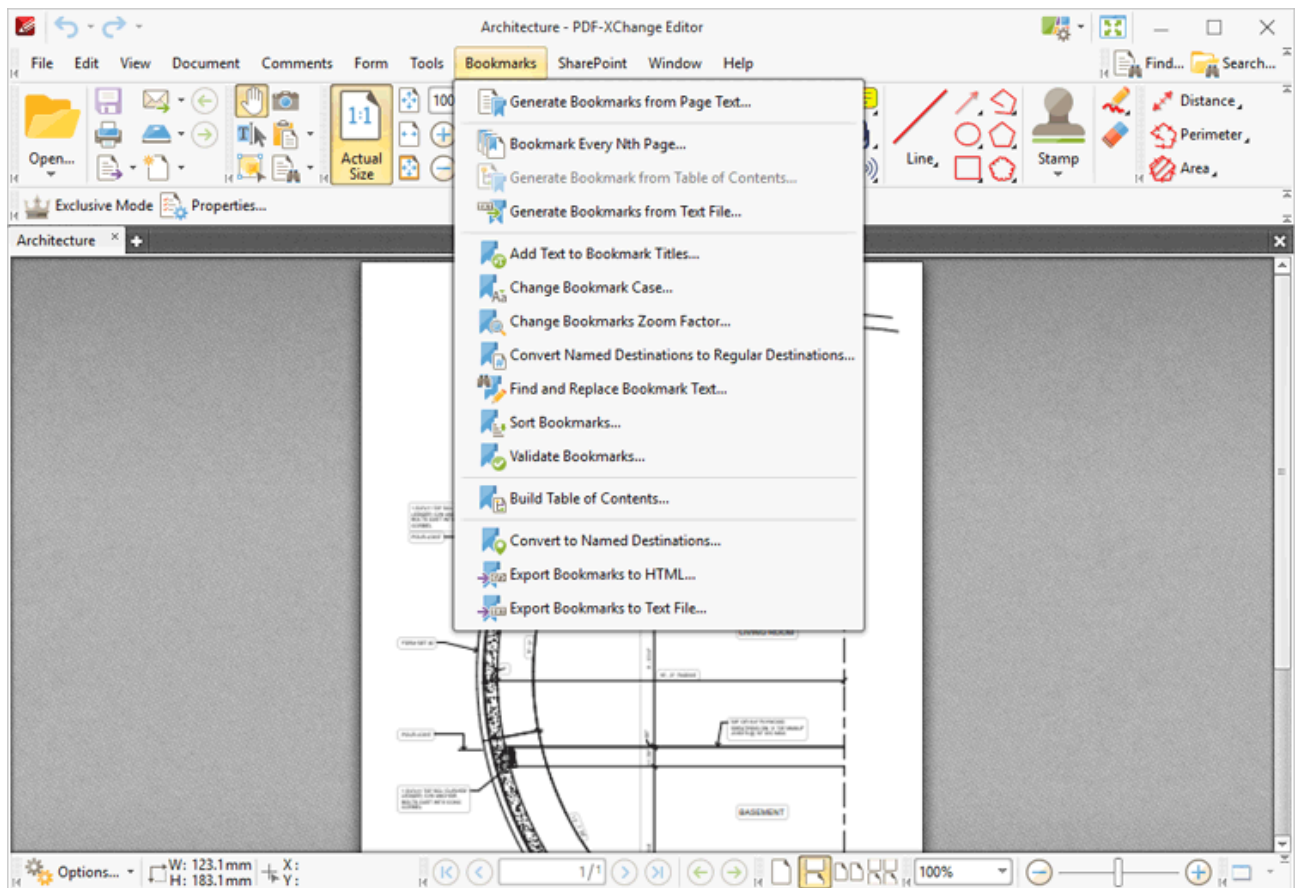 Architecture - PDF-XChange Editor
File Edit View Document Comments Form Tools Bookmarks SharePoint Window Help Find... Search...
Open...
1:1
Actual
Size
100
Line
Stamp
Distance
Perimeter
Area
Exclusive Mode Properties...
Architecture
Generate Bookmarks from Page Text...
Bookmark Every Nth Page...
Generate Bookmark from Table of Contents...
Generate Bookmarks from Text File...
Add Text to Bookmark Titles...
Change Bookmark Case...
Change Bookmarks Zoom Factor...
Convert Named Destinations to Regular Destinations...
Find and Replace Bookmark Text...
Sort Bookmarks...
Validate Bookmarks...
Build Table of Contents...
Convert to Named Destinations...
Export Bookmarks to HTML...
Export Bookmarks to Text File...
LIVING ROOM
BASEMENT
Options... W: 123.1mm X:
H: 183.1mm Y:
1/1
100%